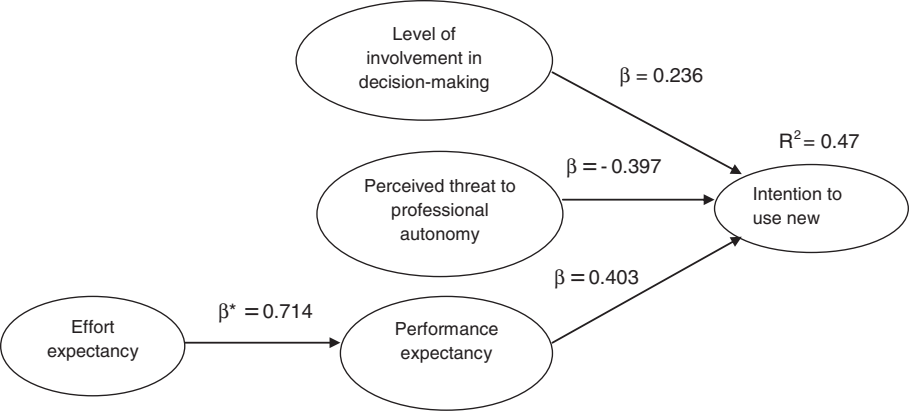 Level of
involvement in
decision-making
β = 0.236
R² = 0.47
Perceived threat to
professional
autonomy
β = - 0.397
Intention to
use new
β = 0.403
Effort
expectancy
β* = 0.714
Performance
expectancy